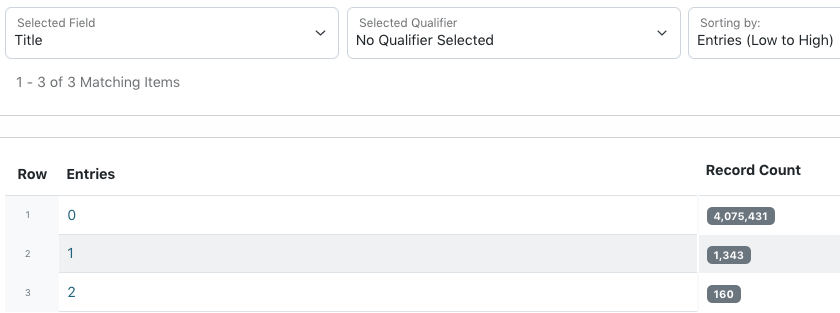 Selected Field
Title
Selected Qualifier
No Qualifier Selected
Sorting by:
Entries (Low to High)
1 - 3 of 3 Matching Items
Row Entries Record Count
1 0 4,075,431
2 1 1,343
3 2 160